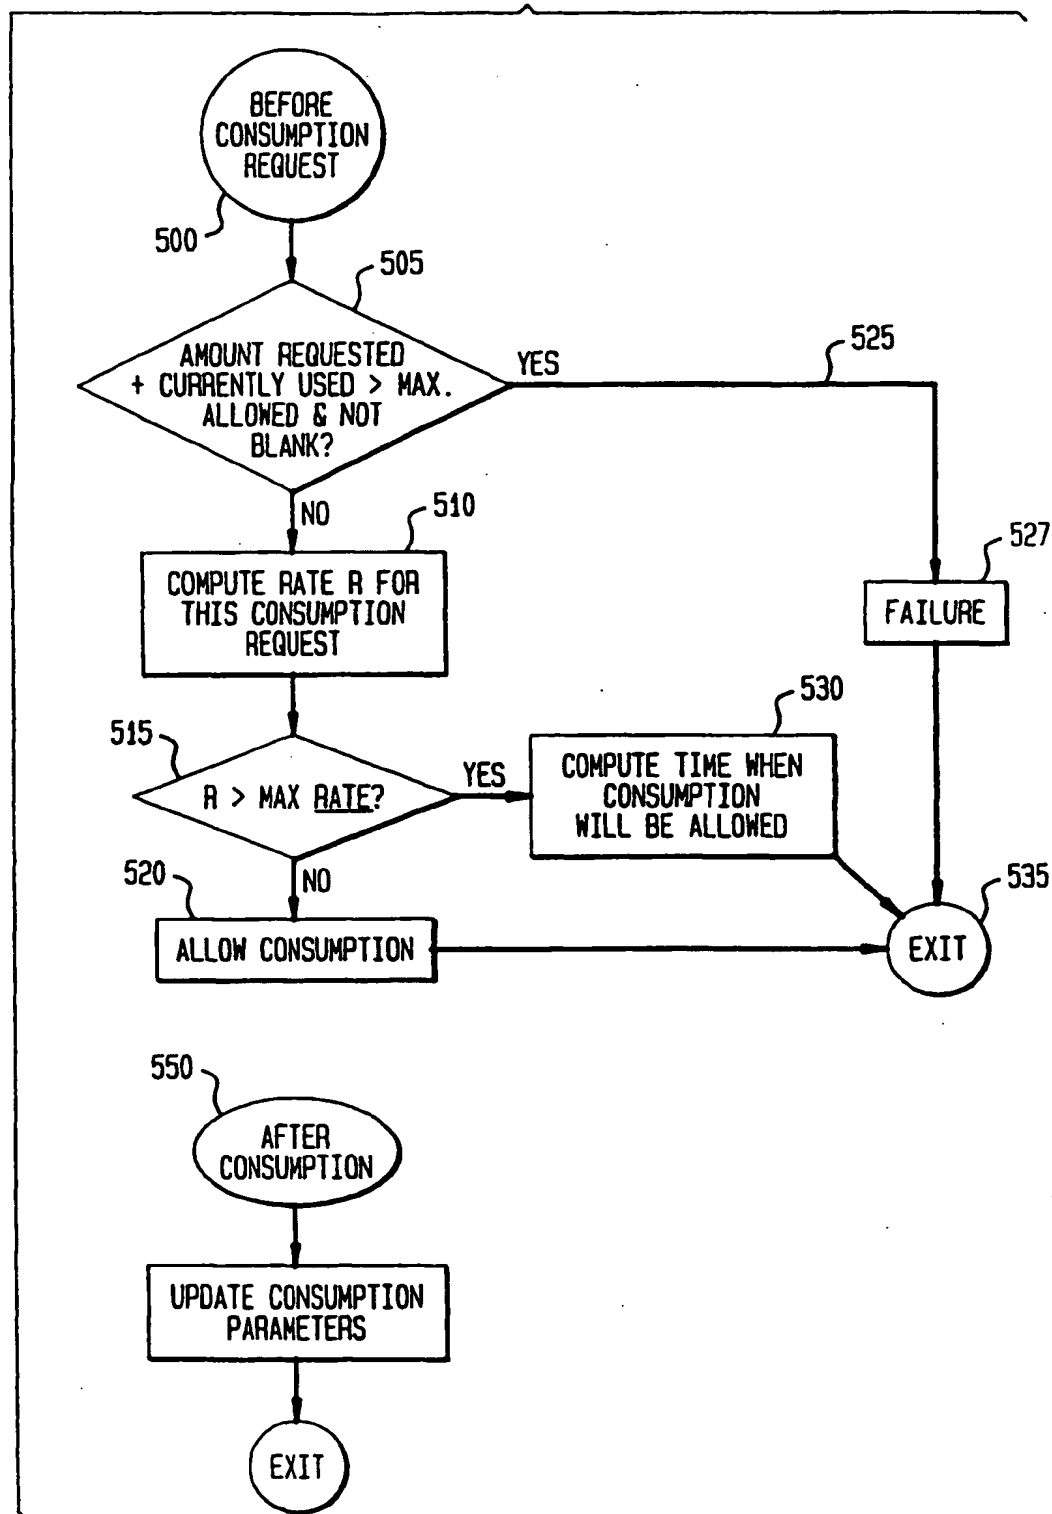 BEFORE
CONSUMPTION
REQUEST
500
505
AMOUNT REQUESTED
+ CURRENTLY USED > MAX.
ALLOWED & NOT
BLANK?
YES
525
NO
510
COMPUTE RATE R FOR
THIS CONSUMPTION
REQUEST
527
FAILURE
515
R > MAX RATE?
YES
530
COMPUTE TIME WHEN
CONSUMPTION
WILL BE ALLOWED
NO
520
ALLOW CONSUMPTION
535
EXIT
550
AFTER
CONSUMPTION
UPDATE CONSUMPTION
PARAMETERS
EXIT